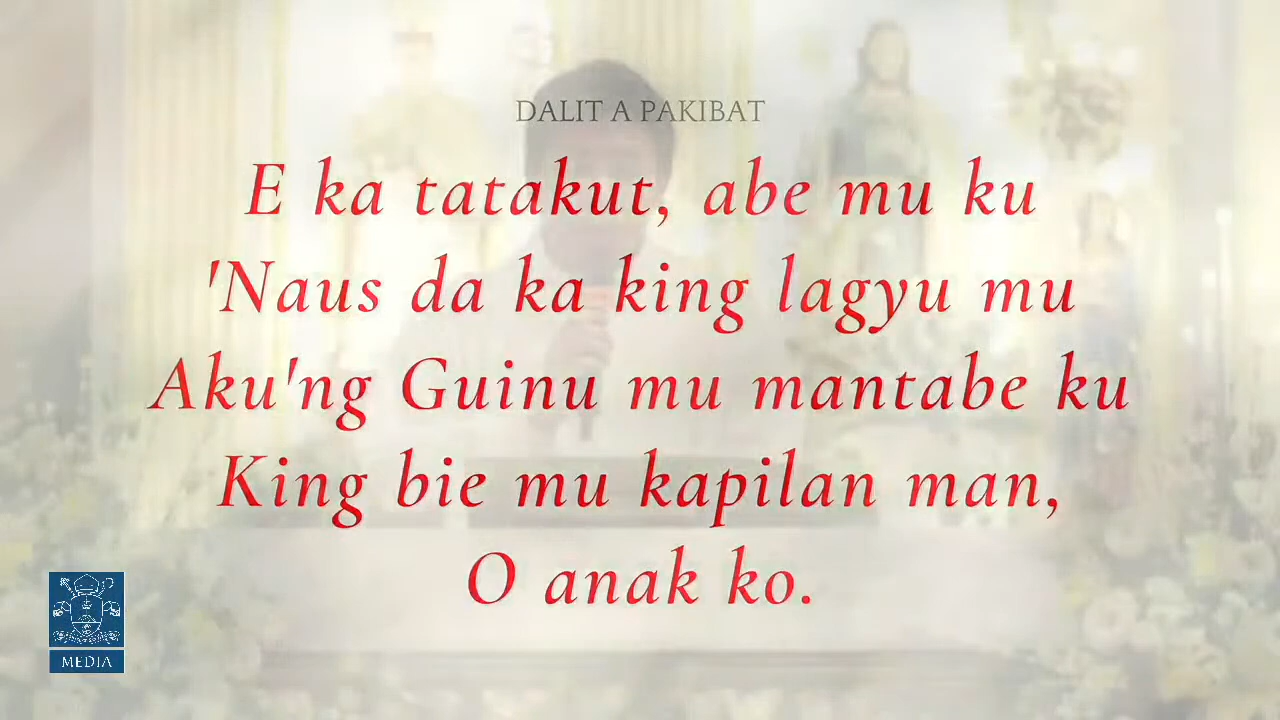 DALIT A PAKIBAT
E ka tatakut, abe mu ku
'Naus da ka king lagyu mu
Aku'ng Guinu mu mantabe ku
King bie mu kapilan man,
O anak ko.
MEDIA